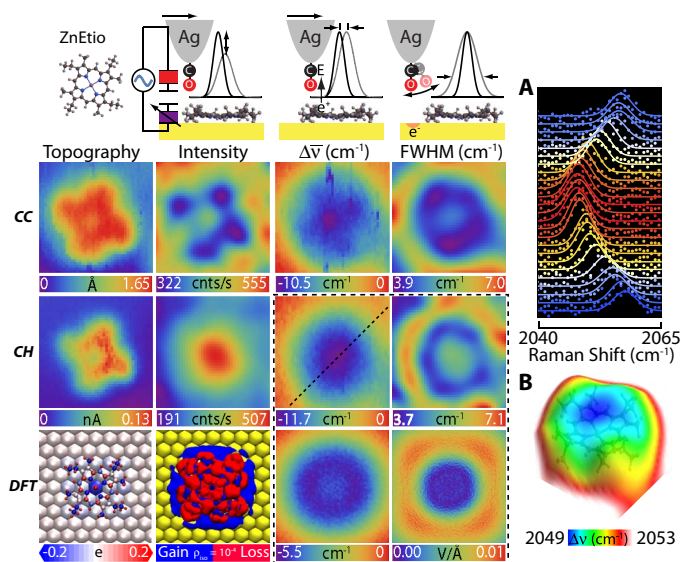 ZnEtio
Ag
Ag
Ag
C
C
E
C
O
O
O
O
e⁻
e⁻
Topography
Intensity
Δν̅ (cm⁻¹)
FWHM (cm⁻¹)
CC
0 Å 1.65
322 cnts/s 555
-10.5 cm⁻¹ 0
3.9 cm⁻¹ 7.0
CH
0 nA 0.13
191 cnts/s 507
-11.7 cm⁻¹ 0
3.7 cm⁻¹ 7.1
DFT
-0.2 e 0.2
Gain ρiso = 10⁻⁴ Loss
-5.5 cm⁻¹ 0
0.00 V/Å 0.01
A
2040 2065
Raman Shift (cm⁻¹)
B
2049 Δν (cm⁻¹) 2053